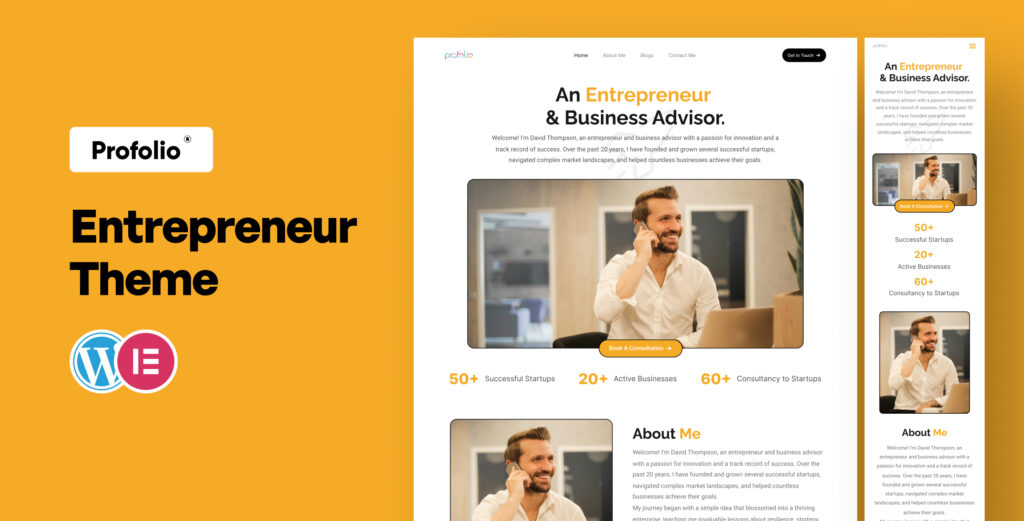 Profolio®
Entrepreneur
Theme
W E
profolio
Home About Me Blogs Contact Me
Get in Touch →
An Entrepreneur
& Business Advisor.
Welcome! I'm David Thompson, an entrepreneur and business advisor with a passion for innovation and a
track record of success. Over the past 20 years, I have founded and grown several successful startups,
navigated complex market landscapes, and helped countless businesses achieve their goals.
Book A Consultation →
50+ Successful Startups 20+ Active Businesses 60+ Consultancy to Startups
About Me
Welcome! I'm David Thompson, an entrepreneur and business advisor
with a passion for innovation and a track record of success. Over the
past 20 years, I have founded and grown several successful startups,
navigated complex market landscapes, and helped countless
businesses achieve their goals.
My journey began with a simple idea that blossomed into a thriving
enterprise, teaching me invaluable lessons about resilience, strategy,
profolio
An Entrepreneur
& Business Advisor.
Welcome! I'm David Thompson, an entrepreneur
and business advisor with a passion for innovation
and a track record of success. Over the past 20
years, I have founded and grown several
successful startups, navigated complex market
landscapes, and helped countless businesses
achieve their goals.
Book A Consultation →
50+
Successful Startups
20+
Active Businesses
60+
Consultancy to Startups
About Me
Welcome! I'm David Thompson, an
entrepreneur and business advisor with a
passion for innovation and a track record of
success. Over the past 20 years, I have
founded and grown several successful
startups, navigated complex market
landscapes, and helped countless
businesses achieve their goals.